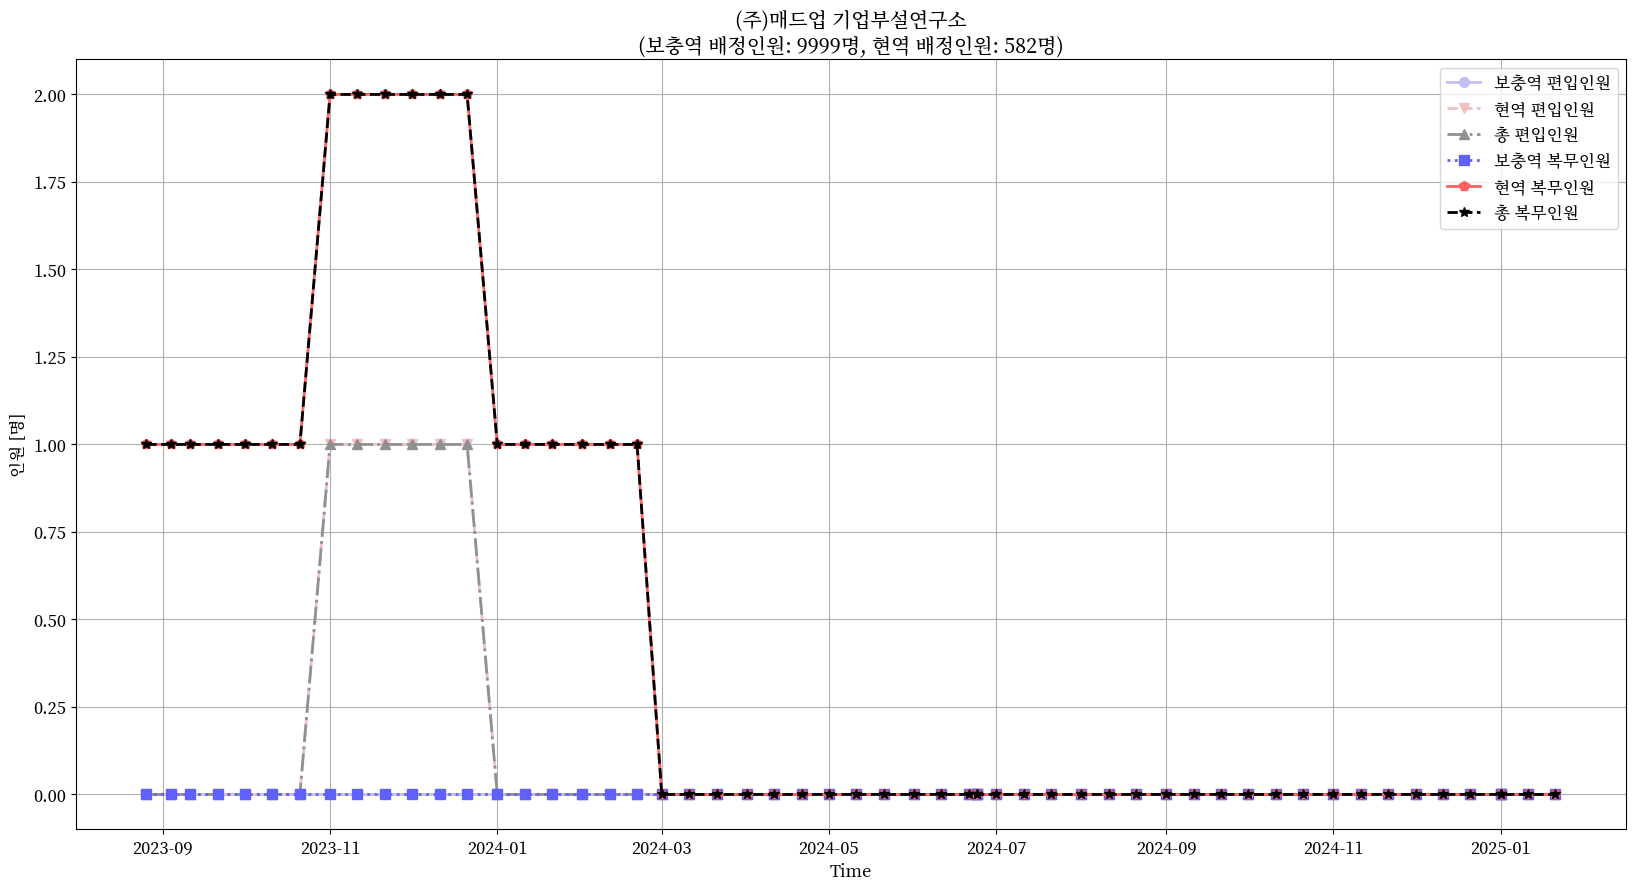 (주)매드업 기업부설연구소
(보충역 배정인원: 9999명, 현역 배정인원: 582명)
보충역 편입인원
현역 편입인원
총 편입인원
보충역 복무인원
현역 복무인원
총 복무인원
인원 [명]
2.00
1.75
1.50
1.25
1.00
0.75
0.50
0.25
0.00
2023-09
2023-11
2024-01
2024-03
2024-05
2024-07
2024-09
2024-11
2025-01
Time